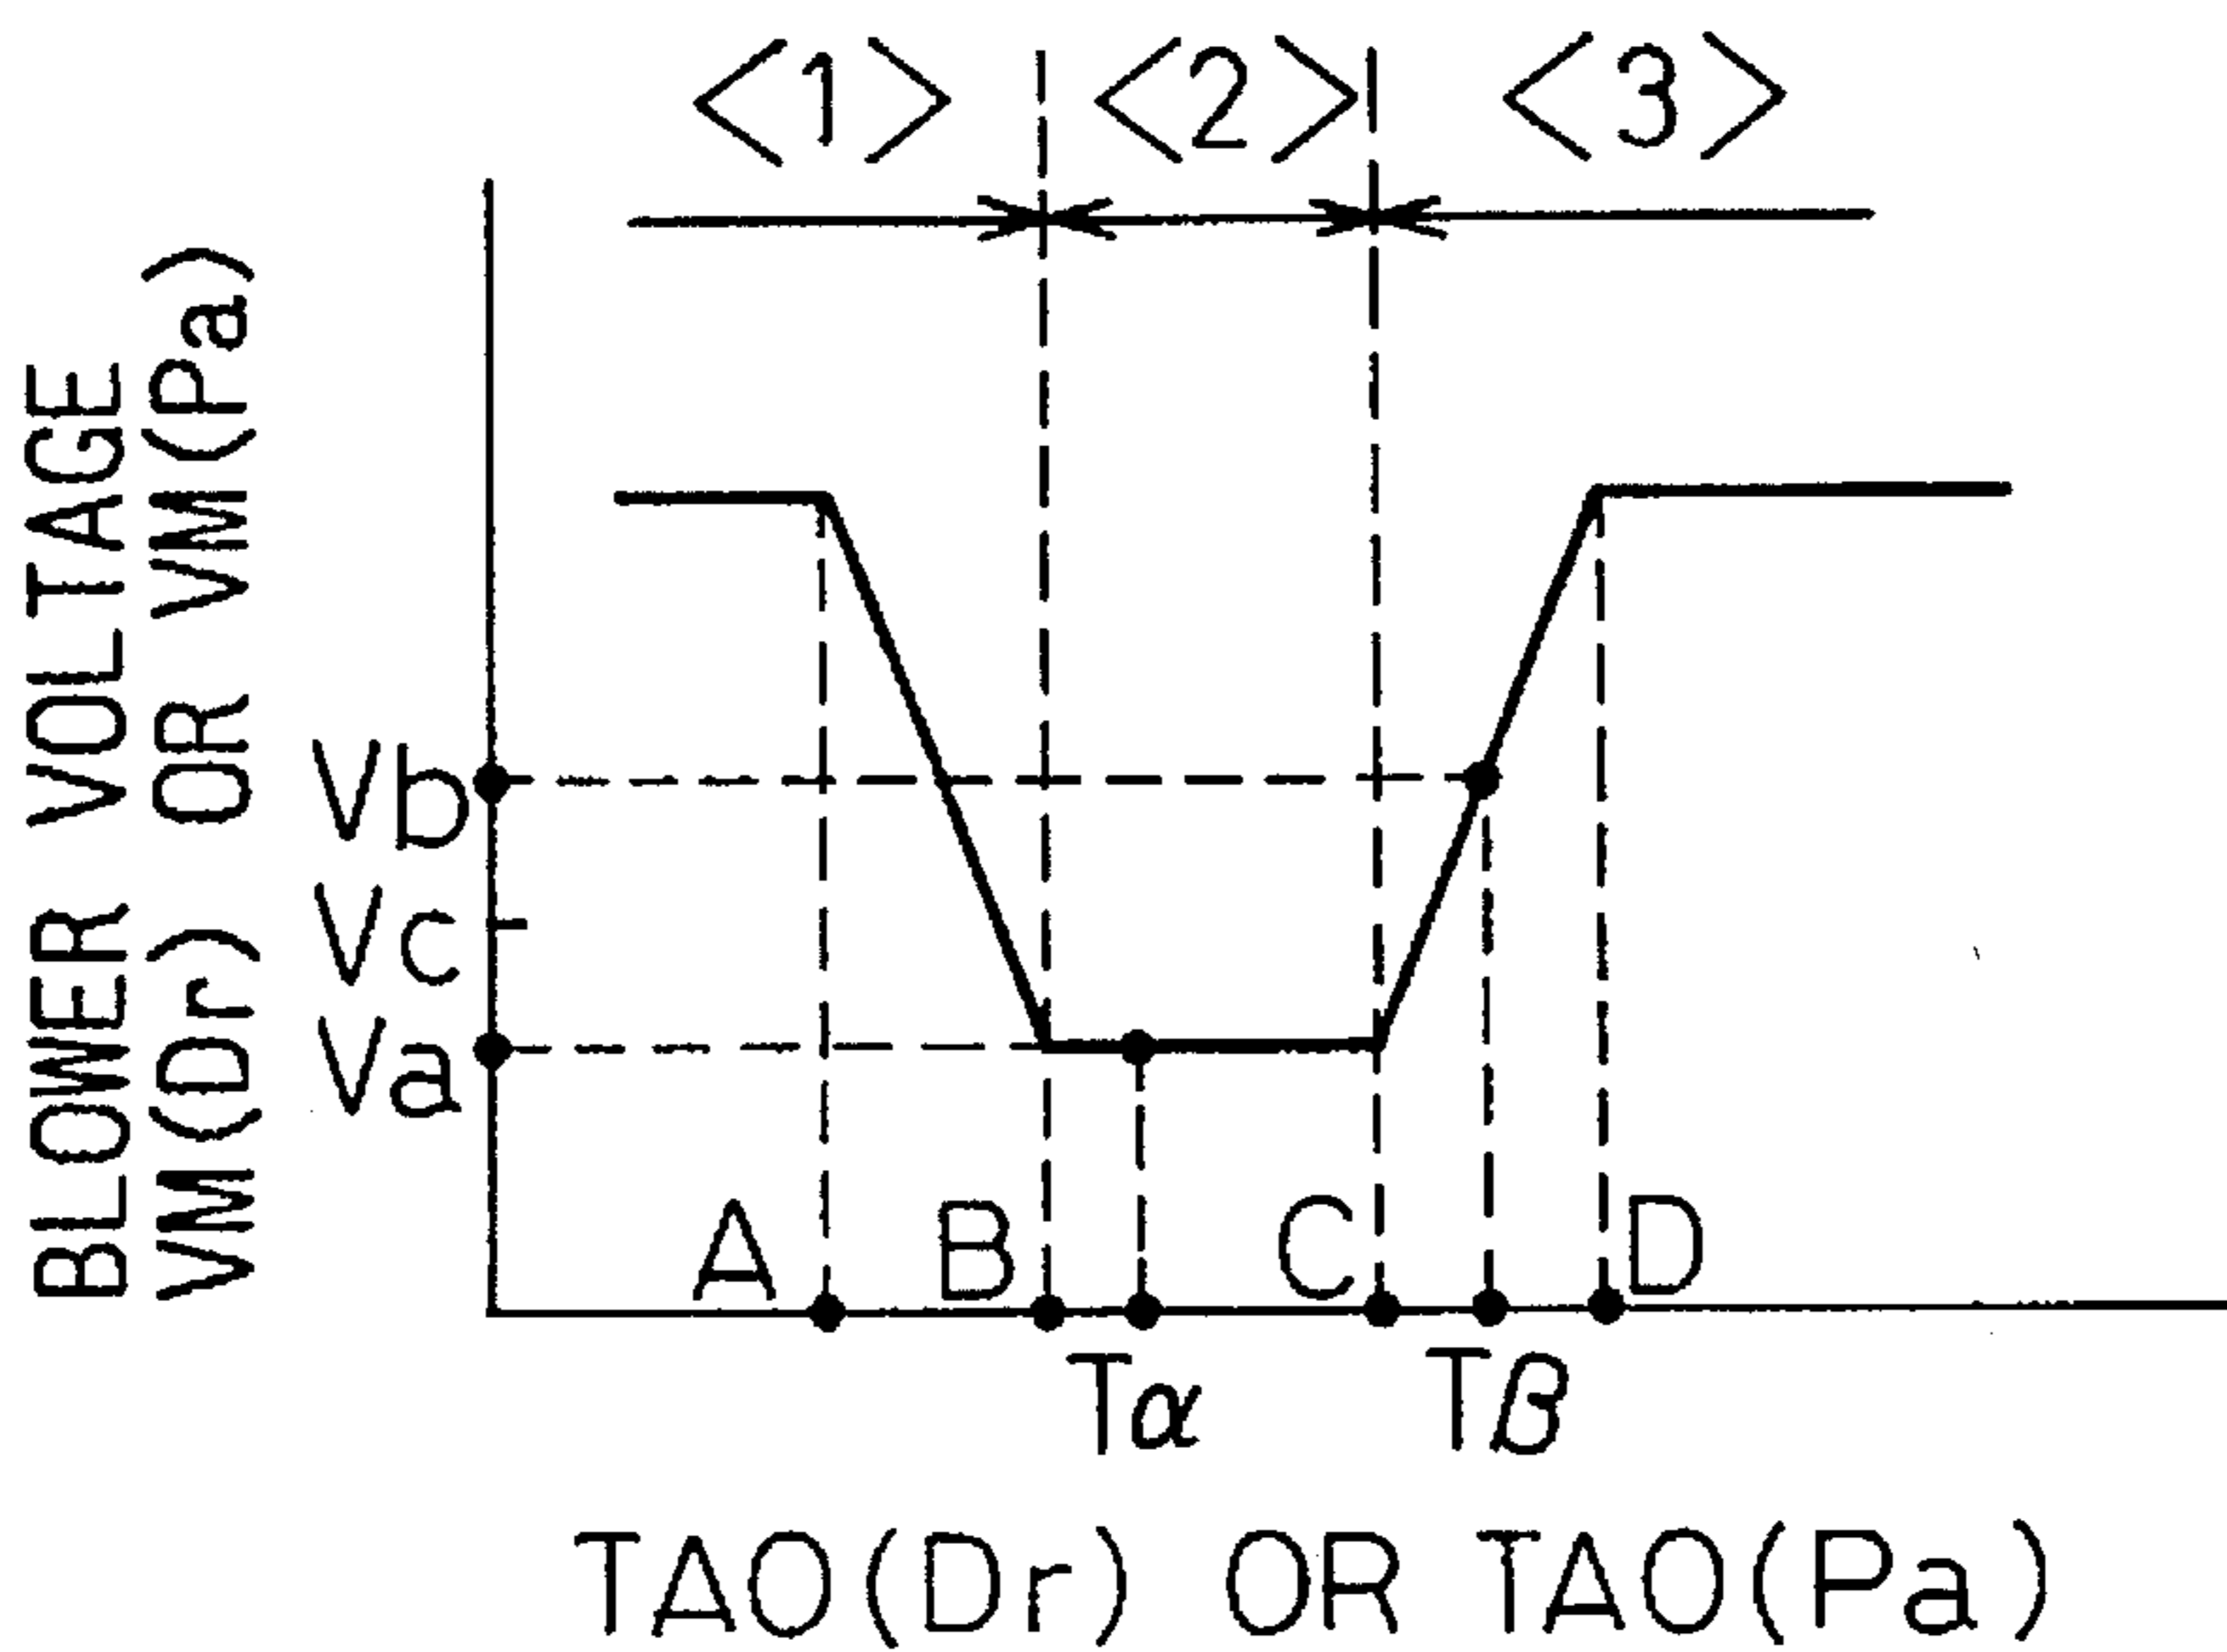 <1> <2> <3>
BLOWER VOLTAGE
VM(Dr) OR VM(Pa)
Vb
Vc
Va
A B C D
Tα Tβ
TAO(Dr) OR TAO(Pa)